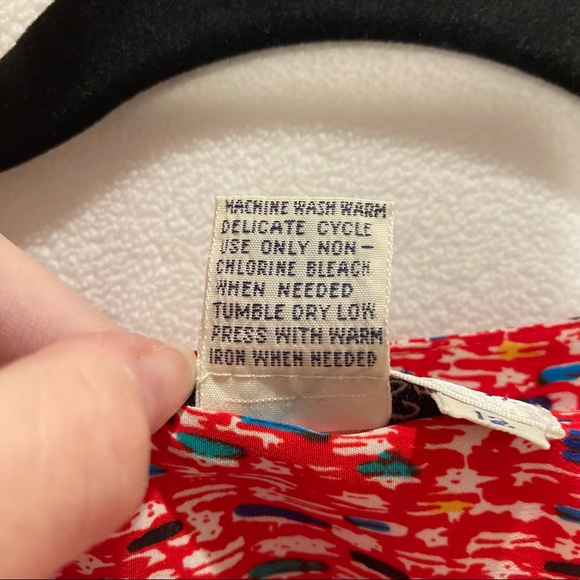 MACHINE WASH WARM
DELICATE CYCLE
USE ONLY NON-
CHLORINE BLEACH
WHEN NEEDED
TUMBLE DRY LOW
PRESS WITH WARM
IRON WHEN NEEDED